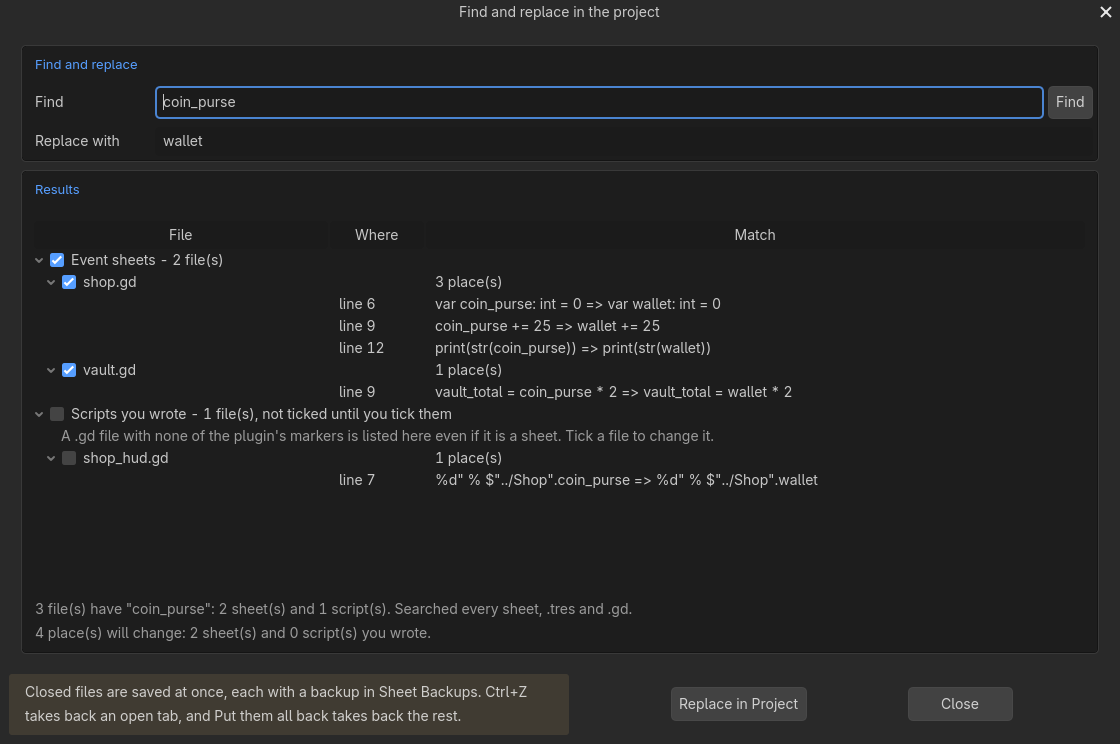 Find and replace in the project
Find and replace
Find coin_purse Find
Replace with wallet
Results
File Where Match
Event sheets - 2 file(s)
shop.gd 3 place(s)
line 6 var coin_purse: int = 0 => var wallet: int = 0
line 9 coin_purse += 25 => wallet += 25
line 12 print(str(coin_purse)) => print(str(wallet))
vault.gd 1 place(s)
line 9 vault_total = coin_purse * 2 => vault_total = wallet * 2
Scripts you wrote - 1 file(s), not ticked until you tick them
A .gd file with none of the plugin's markers is listed here even if it is a sheet. Tick a file to change it.
shop_hud.gd 1 place(s)
line 7 %d" % $"../Shop".coin_purse => %d" % $"../Shop".wallet
3 file(s) have "coin_purse": 2 sheet(s) and 1 script(s). Searched every sheet, .tres and .gd.
4 place(s) will change: 2 sheet(s) and 0 script(s) you wrote.
Closed files are saved at once, each with a backup in Sheet Backups. Ctrl+Z
takes back an open tab, and Put them all back takes back the rest.
Replace in Project Close